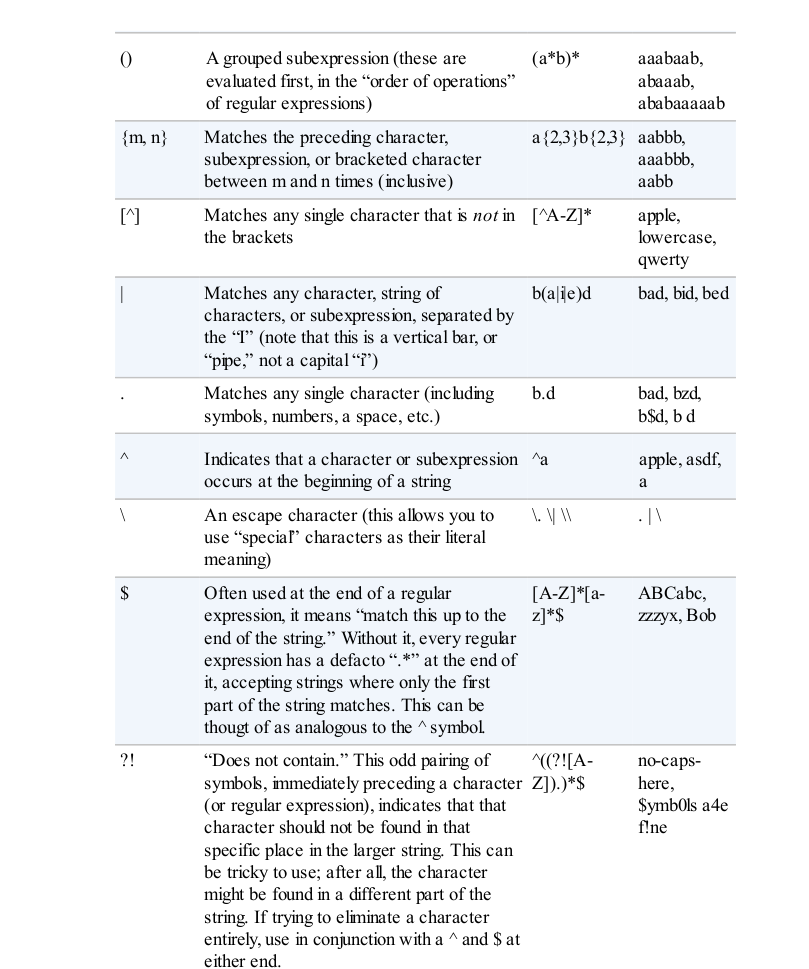 () A grouped subexpression (these are (a*b)* aaabaab,
evaluated first, in the “order of operations” abaaab,
of regular expressions) ababaaaaab
{m, n} Matches the preceding character, a{2,3}b{2,3} aabbb,
subexpression, or bracketed character aaabbb,
between m and n times (inclusive) aabb
[^] Matches any single character that is not in [^A-Z]* apple,
the brackets lowercase,
qwerty
| Matches any character, string of b(a|i|e)d bad, bid, bed
characters, or subexpression, separated by
the “I” (note that this is a vertical bar, or
“pipe,” not a capital “i”)
. Matches any single character (including b.d bad, bzd,
symbols, numbers, a space, etc.) b$d, b d
^ Indicates that a character or subexpression ^a apple, asdf,
occurs at the beginning of a string a
\ An escape character (this allows you to \. \| \\ . | \
use “special” characters as their literal
meaning)
$ Often used at the end of a regular [A-Z]*[a- ABCabc,
expression, it means “match this up to the z]*$ zzzyx, Bob
end of the string.” Without it, every regular
expression has a defacto “.*” at the end of
it, accepting strings where only the first
part of the string matches. This can be
thougt of as analogous to the ^ symbol.
?! “Does not contain.” This odd pairing of ^((?![A- no-caps-
symbols, immediately preceding a character Z]).)*$ here,
(or regular expression), indicates that that $ymb0ls a4e
character should not be found in that f!ne
specific place in the larger string. This can
be tricky to use; after all, the character
might be found in a different part of the
string. If trying to eliminate a character
entirely, use in conjunction with a ^ and $ at
either end.